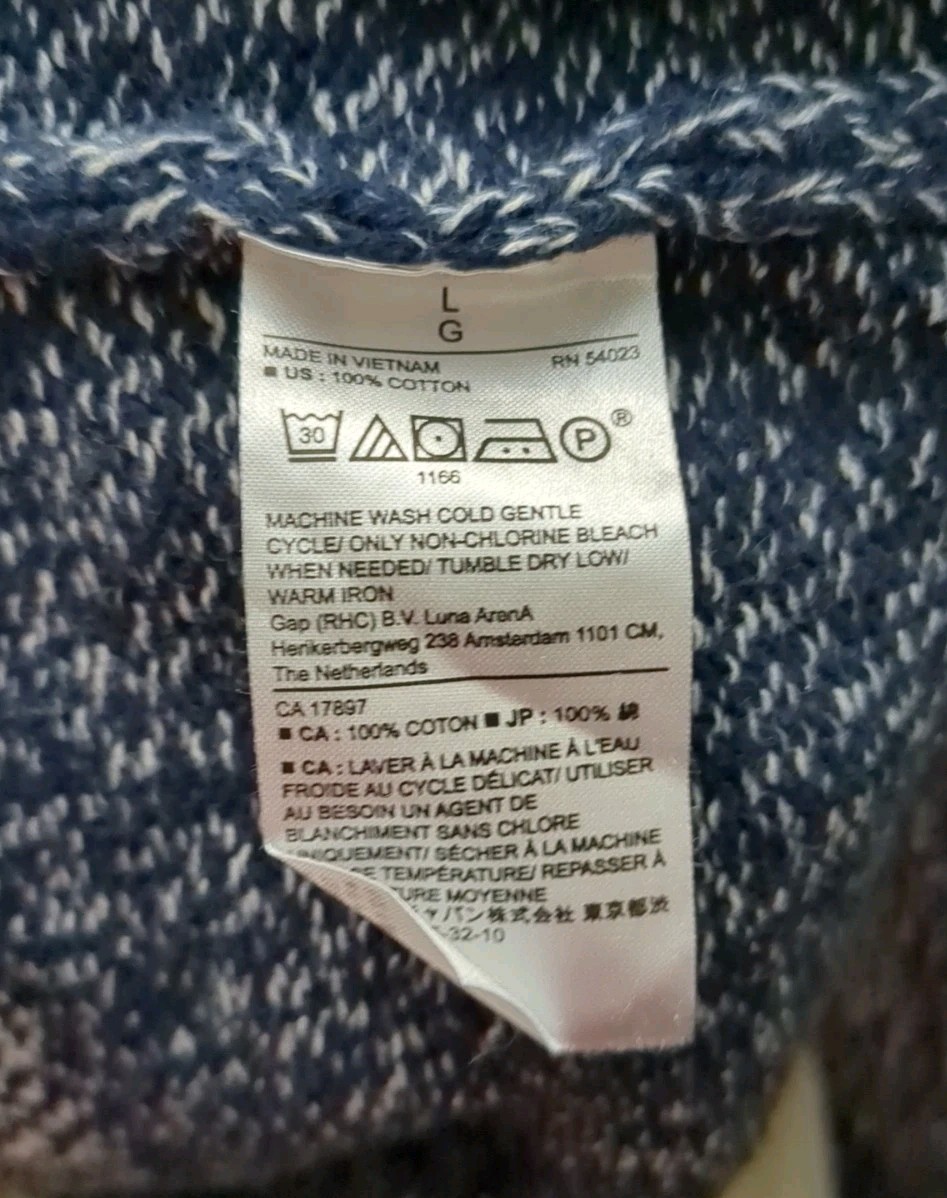 L
G
MADE IN VIETNAM RN 54023
■ US : 100% COTTON
30 P ®
1166
MACHINE WASH COLD GENTLE
CYCLE/ ONLY NON-CHLORINE BLEACH
WHEN NEEDED/ TUMBLE DRY LOW/
WARM IRON
Gap (RHC) B.V. Luna ArenA
Herikerbergweg 238 Amsterdam 1101 CM,
The Netherlands
CA 17897
■ CA : 100% COTON ■ JP : 100% 綿
■ CA : LAVER À LA MACHINE À L'EAU
FROIDE AU CYCLE DÉLICAT/ UTILISER
AU BESOIN UN AGENT DE
BLANCHIMENT SANS CHLORE
UNIQUEMENT/ SÉCHER À LA MACHINE
TEMPÉRATURE/ REPASSER À
MOYENNE
株式会社 東京都渋
-32-10